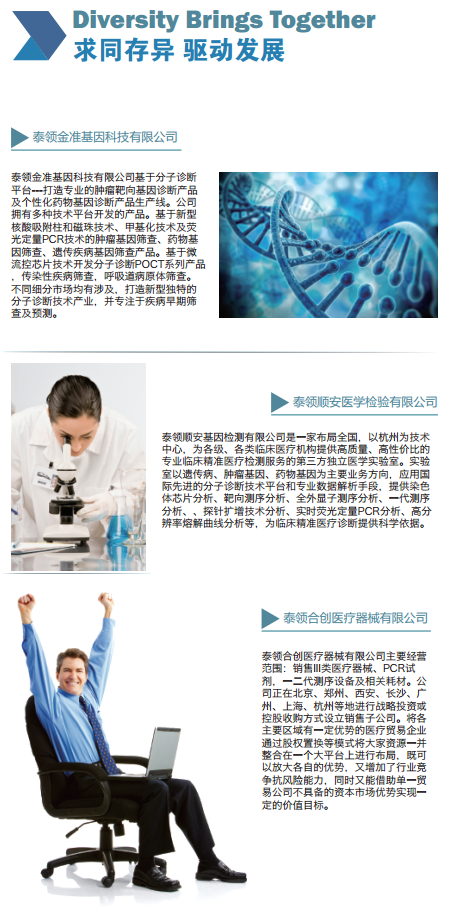 Diversity Brings Together
求同存异 驱动发展
泰领金准基因科技有限公司
泰领金准基因科技有限公司基于分子诊断
平台---打造专业的肿瘤靶向基因诊断产品
及个性化药物基因诊断产品生产线。公司
拥有多种技术平台开发的产品。基于新型
核酸吸附柱和磁珠技术、甲基化技术及荧
光定量PCR技术的肿瘤基因筛查、药物基
因筛查、遗传疾病基因筛查产品。基于微
流控芯片技术开发分子诊断POCT系列产品
，传染性疾病筛查，呼吸道病原体筛查。
不同细分市场均有涉及，打造新型独特的
分子诊断技术产业，并专注于疾病早期筛
查及预测。
泰领顺安医学检验有限公司
泰领顺安基因检测有限公司是一家布局全国，以杭州为技术
中心，为各级、各类临床医疗机构提供高质量、高性价比的
专业临床精准医疗检测服务的第三方独立医学实验室。实验
室以遗传病、肿瘤基因、药物基因为主要业务方向，应用国
际先进的分子诊断技术平台和专业数据解析手段，提供染色
体芯片分析、靶向测序分析、全外显子测序分析、一代测序
分析、、探针扩增技术分析、实时荧光定量PCR分析、高分
辨率熔解曲线分析等，为临床精准医疗诊断提供科学依据。
泰领合创医疗器械有限公司
泰领合创医疗器械有限公司主要经营
范围：销售III类医疗器械、PCR试
剂，一二代测序设备及相关耗材。公
司正在北京、郑州、西安、长沙、广
州、上海、杭州等地进行战略投资或
控股收购方式设立销售子公司。将各
主要区域有一定优势的医疗贸易企业
通过股权置换等模式将大家资源一并
整合在一个大平台上进行布局，既可
以放大各自的优势，又增加了行业竞
争抗风险能力，同时又能借助单一贸
易公司不具备的资本市场优势实现一
定的价值目标。